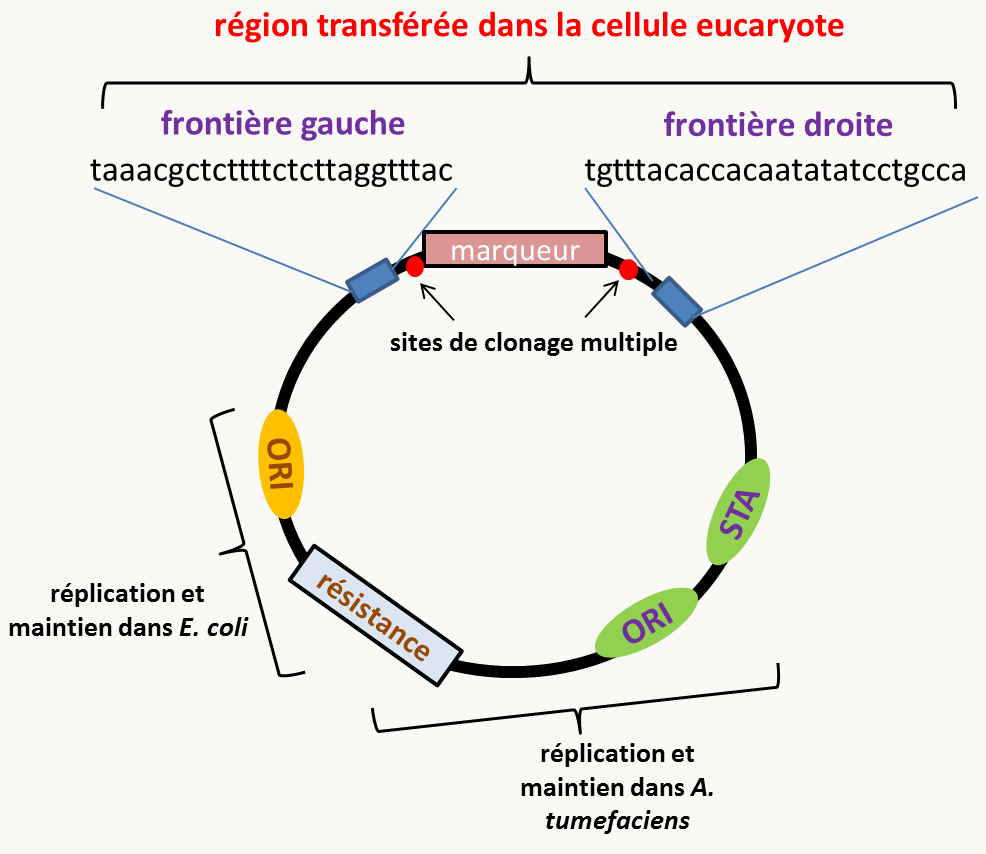 région transférée dans la cellule eucaryote
frontière gauche
taaacgctcttttctcttaggtttac
frontière droite
tgtttacaccacaatatatcctgcca
marqueur
sites de clonage multiple
ORI
STA
résistance
ORI
réplication et
maintien dans E. coli
réplication et
maintien dans A.
tumefaciens